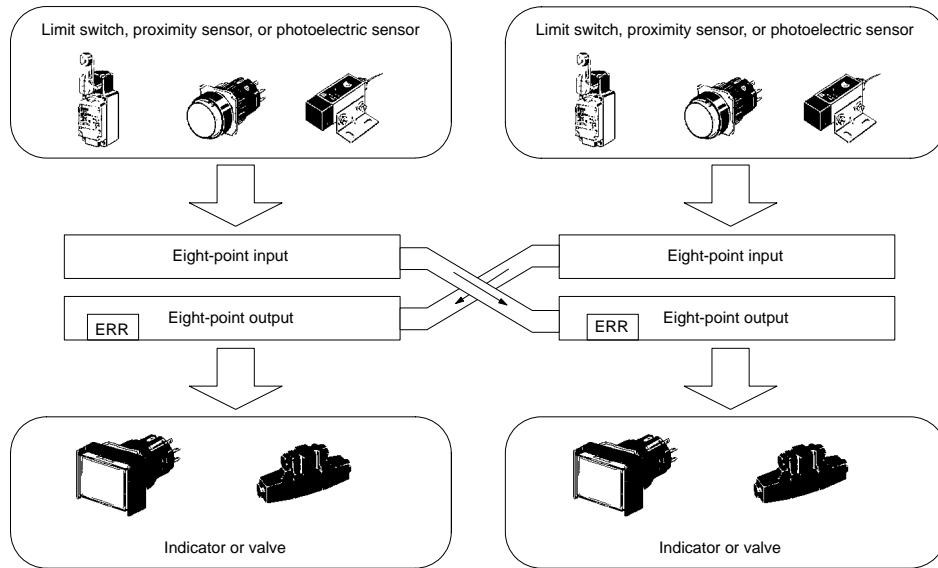 Limit switch, proximity sensor, or photoelectric sensor
Limit switch, proximity sensor, or photoelectric sensor
Eight-point input
Eight-point input
Eight-point output
ERR
Eight-point output
ERR
Indicator or valve
Indicator or valve